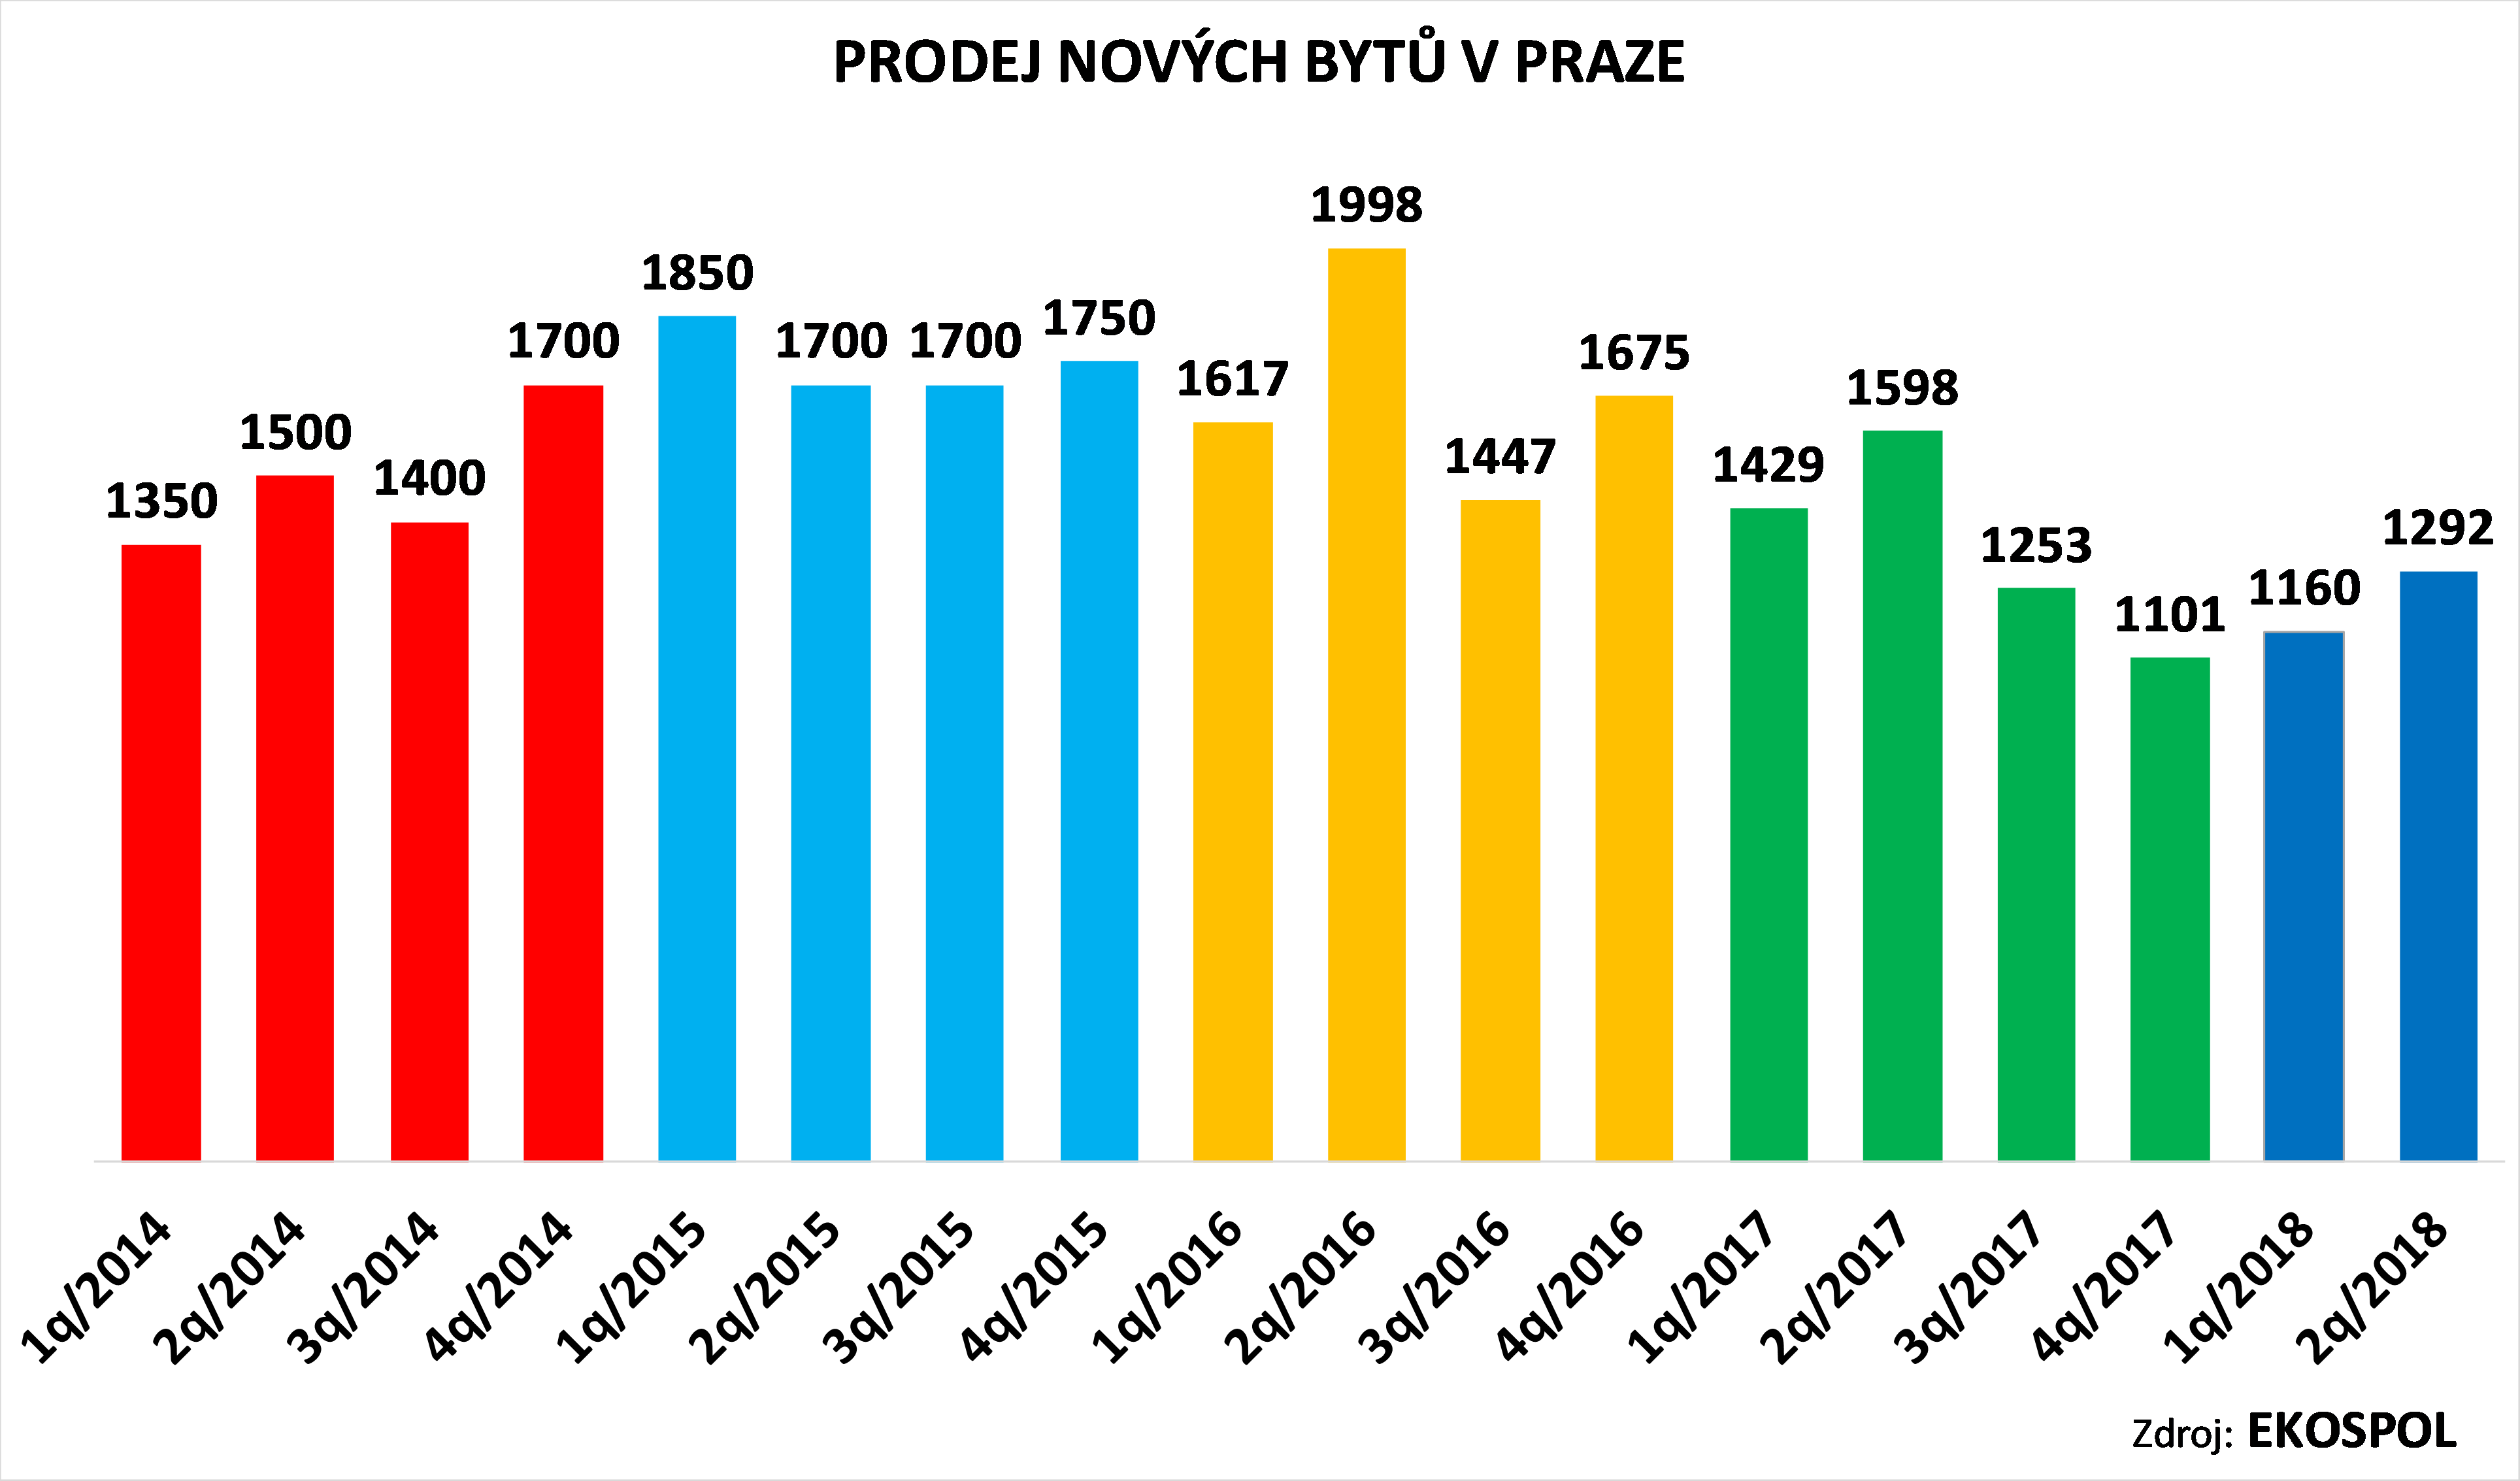 PRODEJ NOVÝCH BYTŮ V PRAZE
1350
1500
1400
1700
1850
1700
1700
1750
1617
1998
1447
1675
1429
1598
1253
1101
1160
1292
1q/2014
2q/2014
3q/2014
4q/2014
1q/2015
2q/2015
3q/2015
4q/2015
1q/2016
2q/2016
3q/2016
4q/2016
1q/2017
2q/2017
3q/2017
4q/2017
1q/2018
2q/2018
Zdroj: EKOSPOL